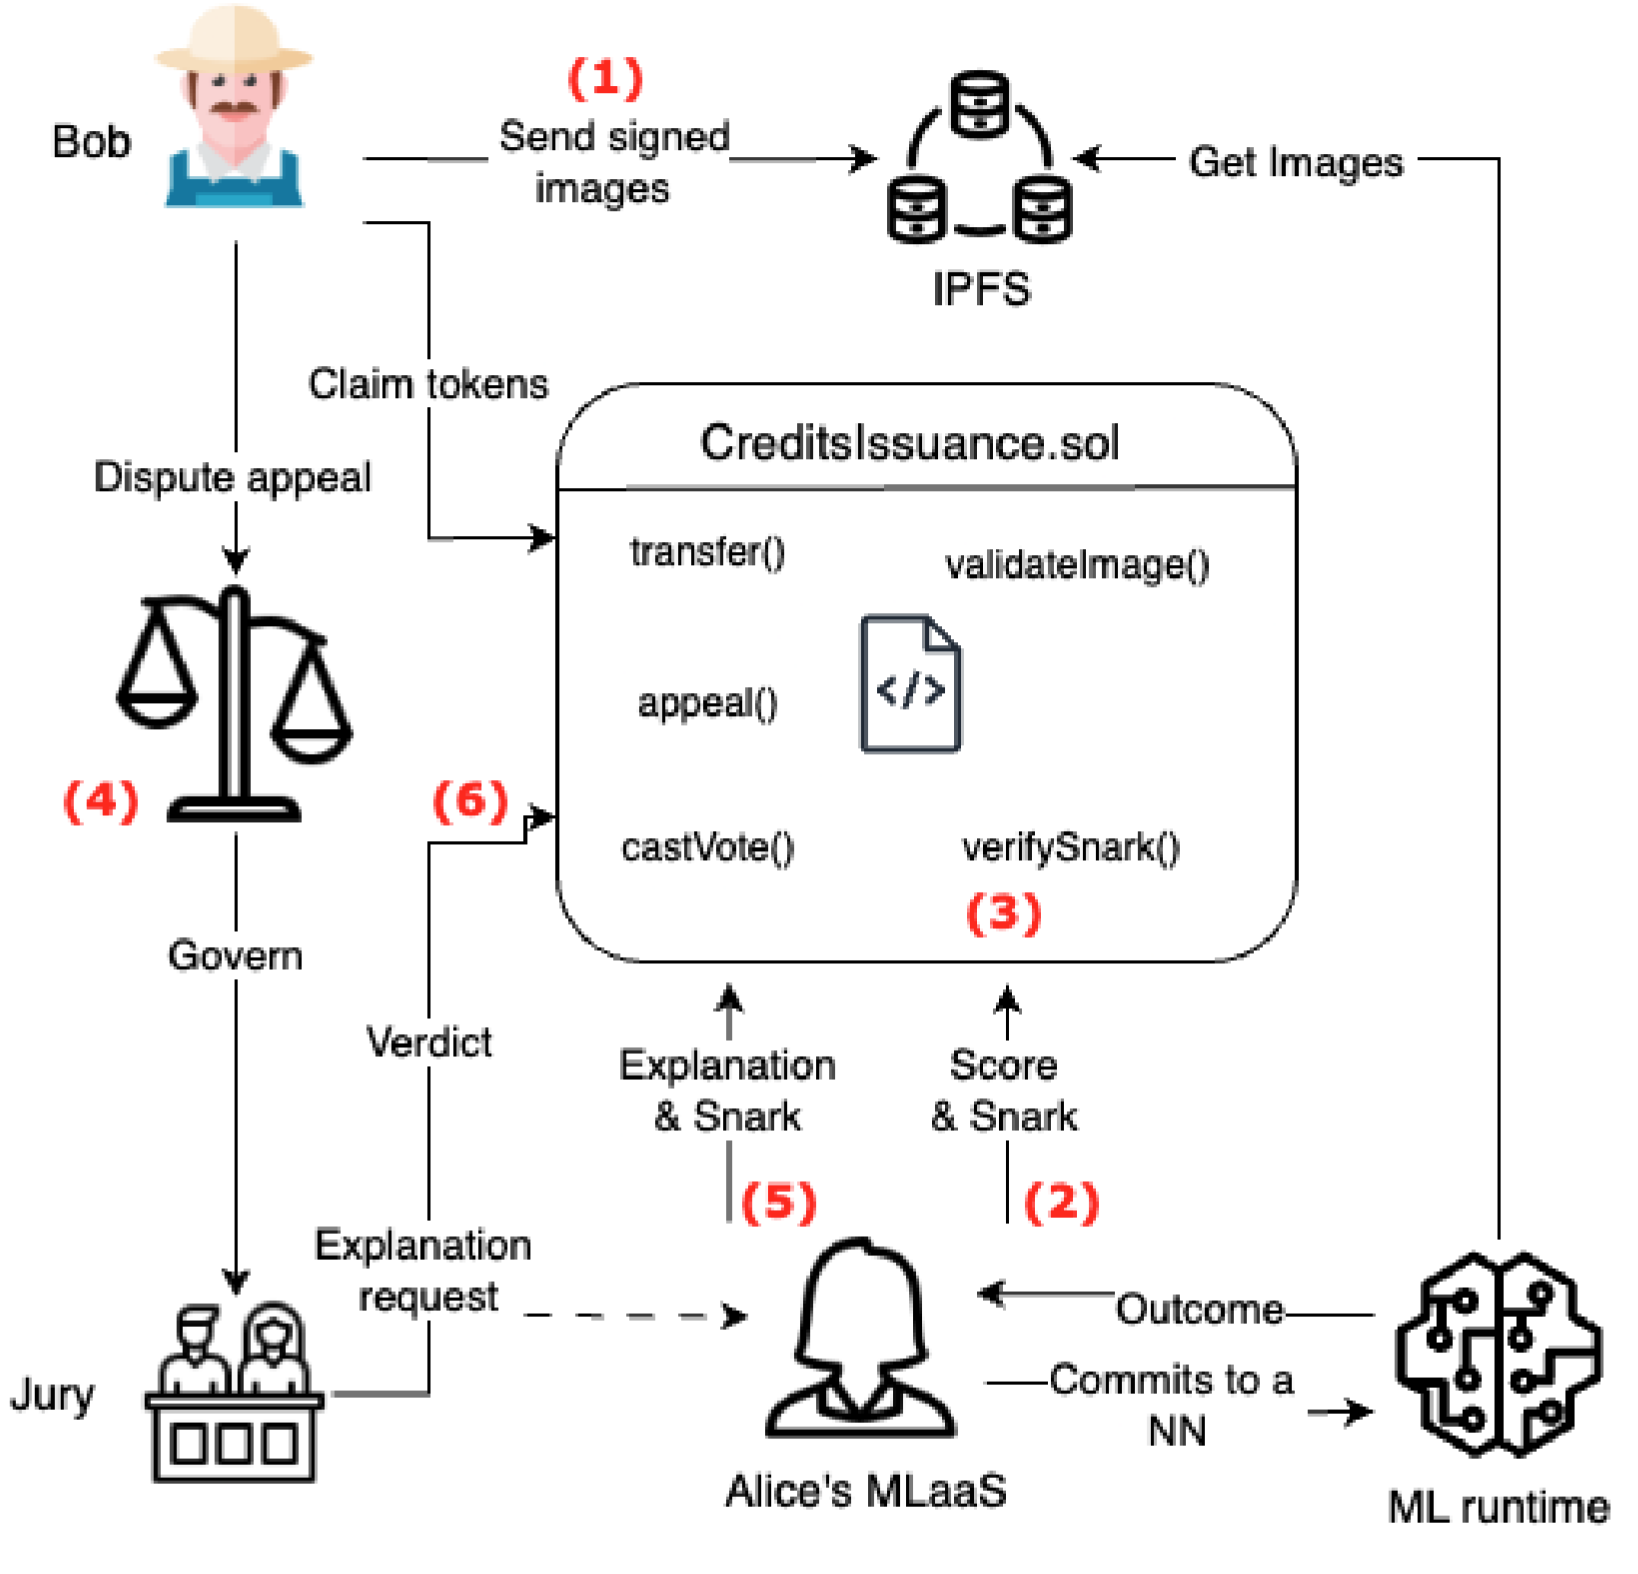 (1)
Bob
Send signed
images
Get Images
IPFS
Claim tokens
CreditsIssuance.sol
Dispute appeal
transfer()
validateImage()
</>
appeal()
(4)
(6)
castVote()
verifySnark()
(3)
Govern
Verdict
Explanation
& Snark
Score
& Snark
(5)
(2)
Explanation
request
Outcome
Commits to a
NN
Jury
Alice's MLaaS
ML runtime